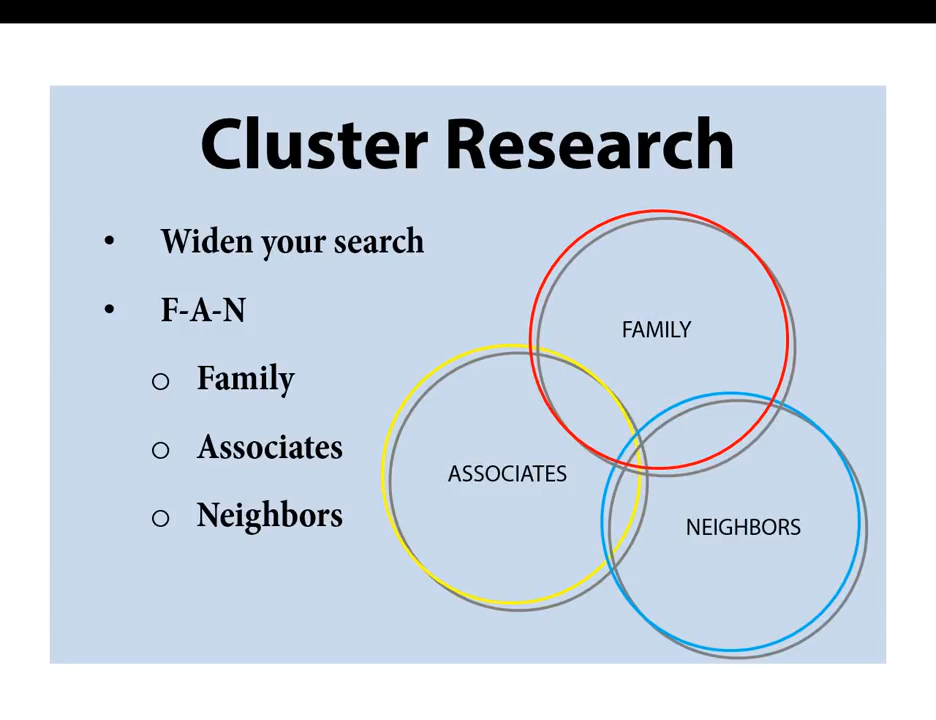 Cluster Research
• Widen your search
• F-A-N
○ Family
○ Associates
○ Neighbors
FAMILY
ASSOCIATES
NEIGHBORS